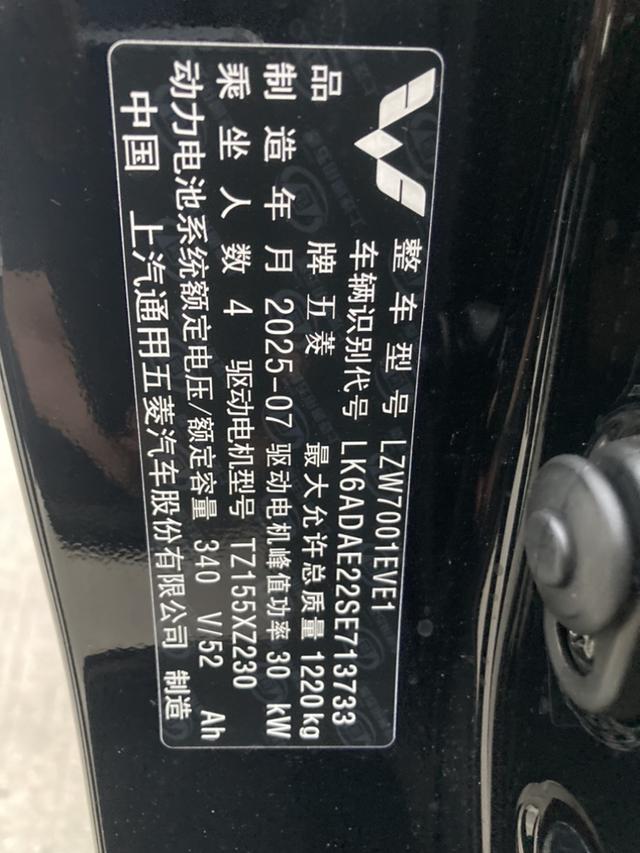 整车型号 LZW7001EVE1
车辆识别代号 LK6ADAE22SE713733
品牌 五菱 最大允许总质量 1220kg
制造年月 2025-07 驱动电机峰值功率 30 kW
乘坐人数 4 驱动电机型号 TZ155XZ230
动力电池系统额定电压/额定容量 340 V/52 Ah
中国 上汽通用五菱汽车股份有限公司 制造